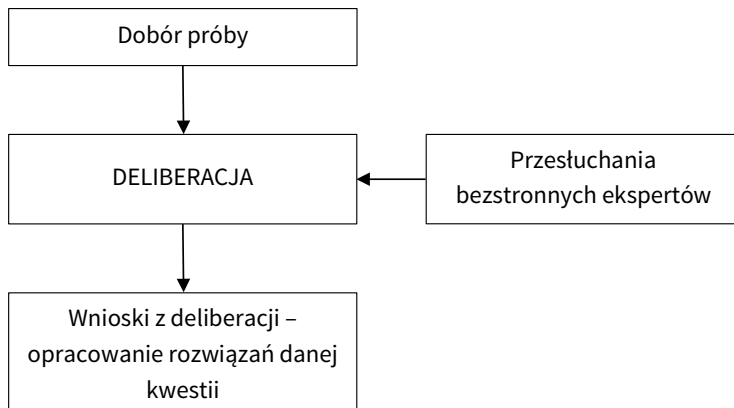 Dobór próby
DELIBERACJA
Przesłuchania
bezstronnych ekspertów
Wnioski z deliberacji –
opracowanie rozwiązań danej
kwestii